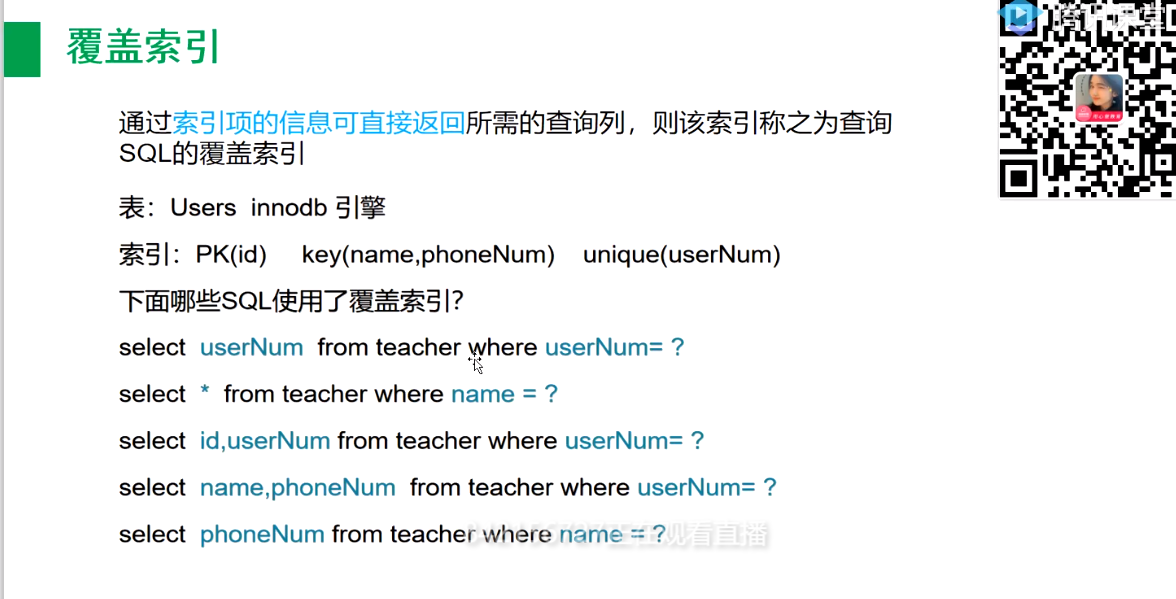 腾讯课堂
覆盖索引
通过索引项的信息可直接返回所需的查询列，则该索引称之为查询
SQL的覆盖索引
表：Users innodb 引擎
索引：PK(id) key(name,phoneNum) unique(userNum)
下面哪些SQL使用了覆盖索引？
select userNum from teacher where userNum= ?
select * from teacher where name = ?
select id,userNum from teacher where userNum= ?
select name,phoneNum from teacher where userNum= ?
select phoneNum from teacher where name = ?
正在观看直播